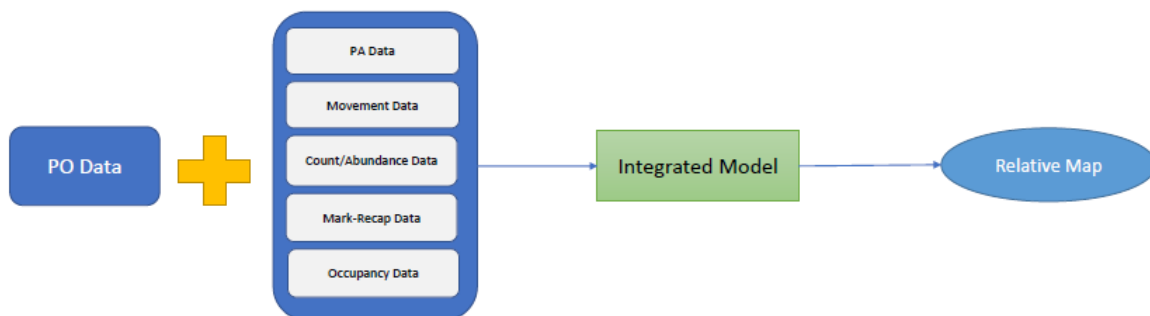 PO Data
PA Data
Movement Data
Count/Abundance Data
Mark-Recap Data
Occupancy Data
Integrated Model
Relative Map